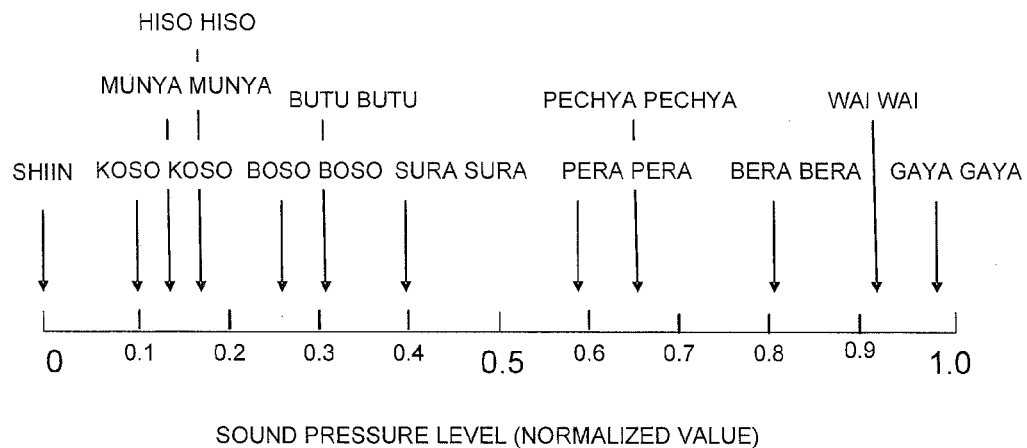 HISO HISO
MUNYA MUNYA
BUTU BUTU PECHYA PECHYA WAI WAI
SHIIN KOSO KOSO BOSO BOSO SURA SURA PERA PERA BERA BERA GAYA GAYA
0 0.1 0.2 0.3 0.4 0.5 0.6 0.7 0.8 0.9 1.0
SOUND PRESSURE LEVEL (NORMALIZED VALUE)